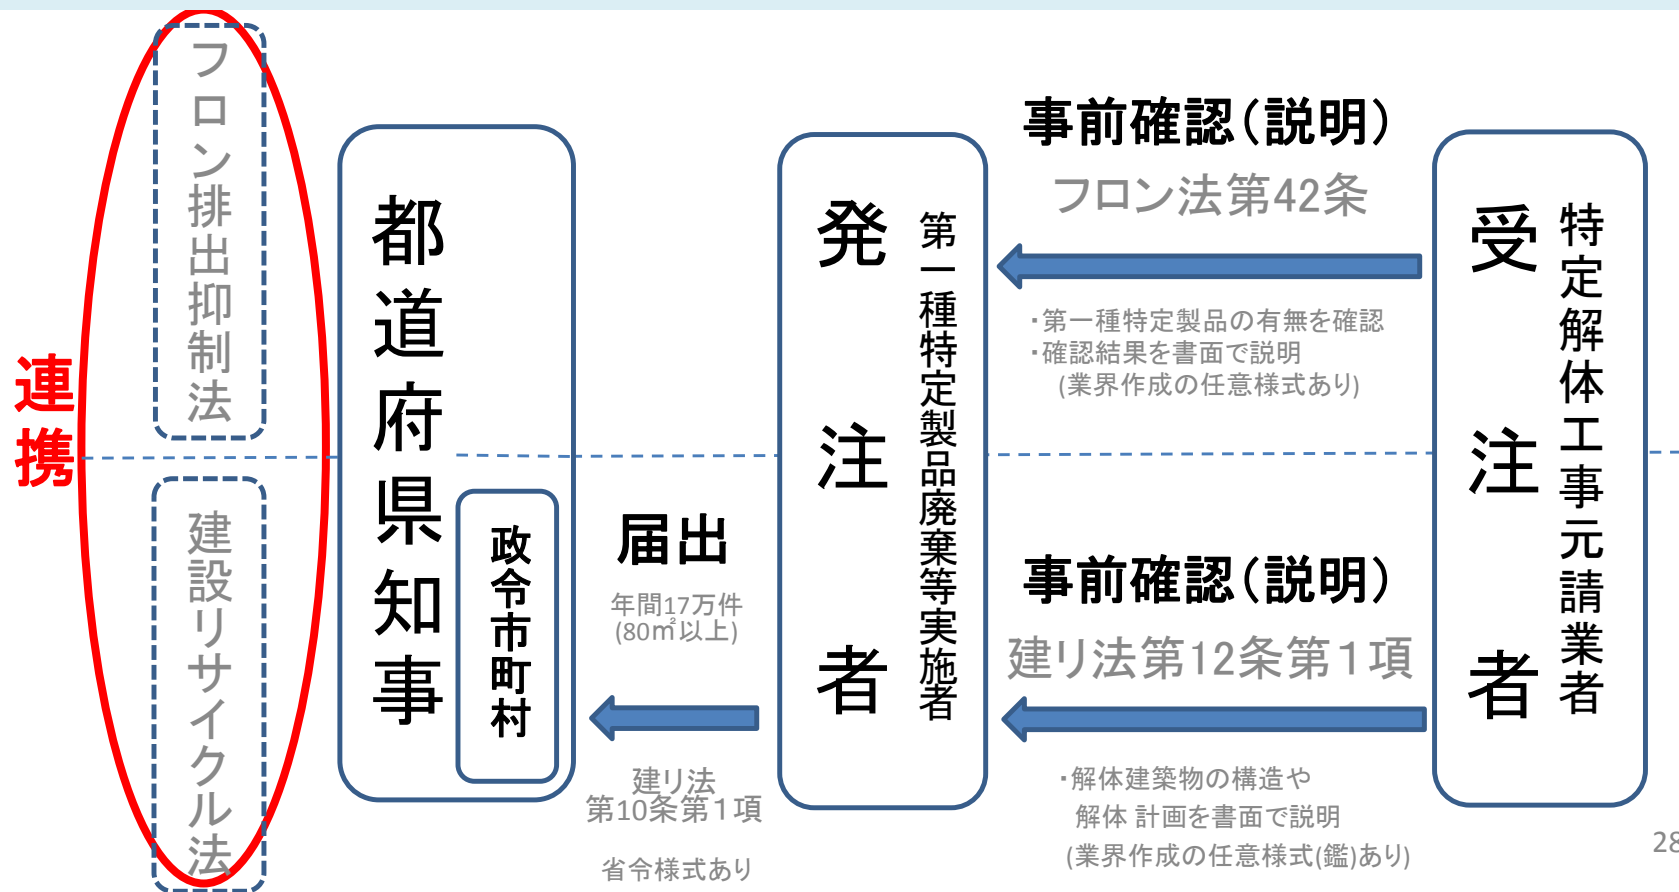 連携
フロン排出抑制法
建設リサイクル法
都道府県知事
政令市町村
届出
年間17万件
(80㎡以上)
建リ法
第10条第1項
省令様式あり
発注者
第一種特定製品廃棄等実施者
事前確認(説明)
フロン法第42条
・第一種特定製品の有無を確認
・確認結果を書面で説明
(業界作成の任意様式あり)
事前確認(説明)
建リ法第12条第1項
・解体建築物の構造や
解体 計画を書面で説明
(業界作成の任意様式(鑑)あり)
受注者
特定解体工事元請業者
28